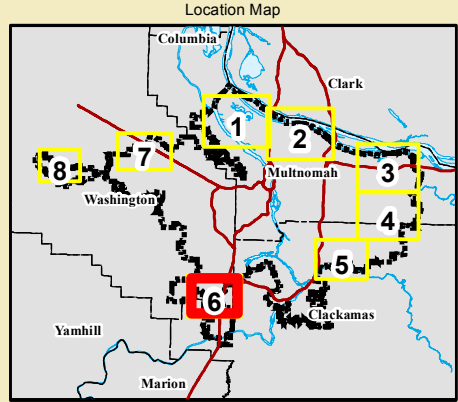 Location Map
Columbia
Clark
1
2
Multnomah
3
7
8
Washington
4
5
6
Clackamas
Yamhill
Marion